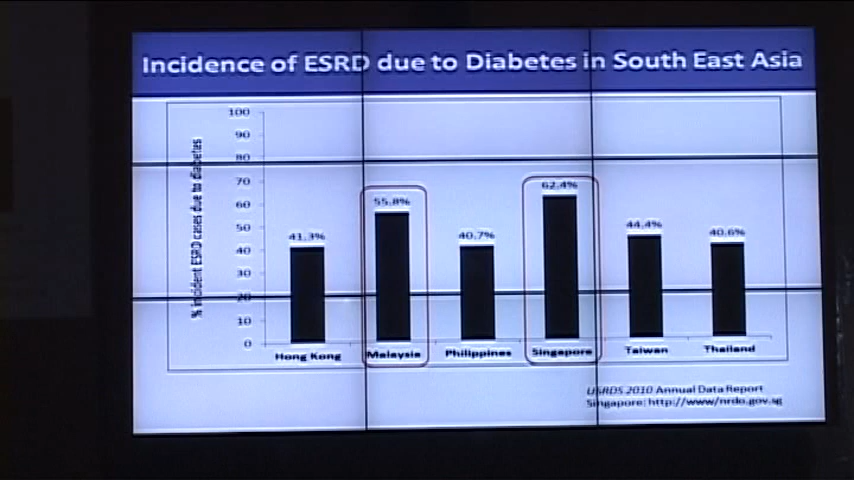 Incidence of ESRD due to Diabetes in South East Asia
% incident ESRD cases due to diabetes
100
90
80
70
60
50
40
30
20
10
0
41.3%
55.8%
40.7%
62.4%
44.4%
40.6%
Hong Kong
Malaysia
Philippines
Singapore
Taiwan
Thailand
USRDS 2010 Annual Data Report
Singapore: http://www/nrdo.gov.sg